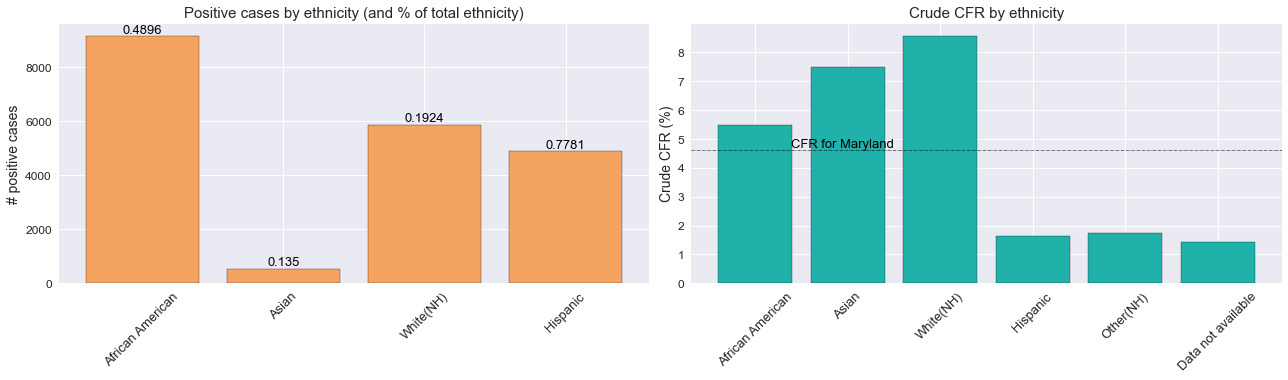 Positive cases by ethnicity (and % of total ethnicity)
# positive cases
8000
6000
4000
2000
0
0.4896
0.135
0.1924
0.7781
African American
Asian
White(NH)
Hispanic
Crude CFR by ethnicity
Crude CFR (%)
8
7
6
5
4
3
2
1
0
CFR for Maryland
African American
Asian
White(NH)
Hispanic
Other(NH)
Data not available